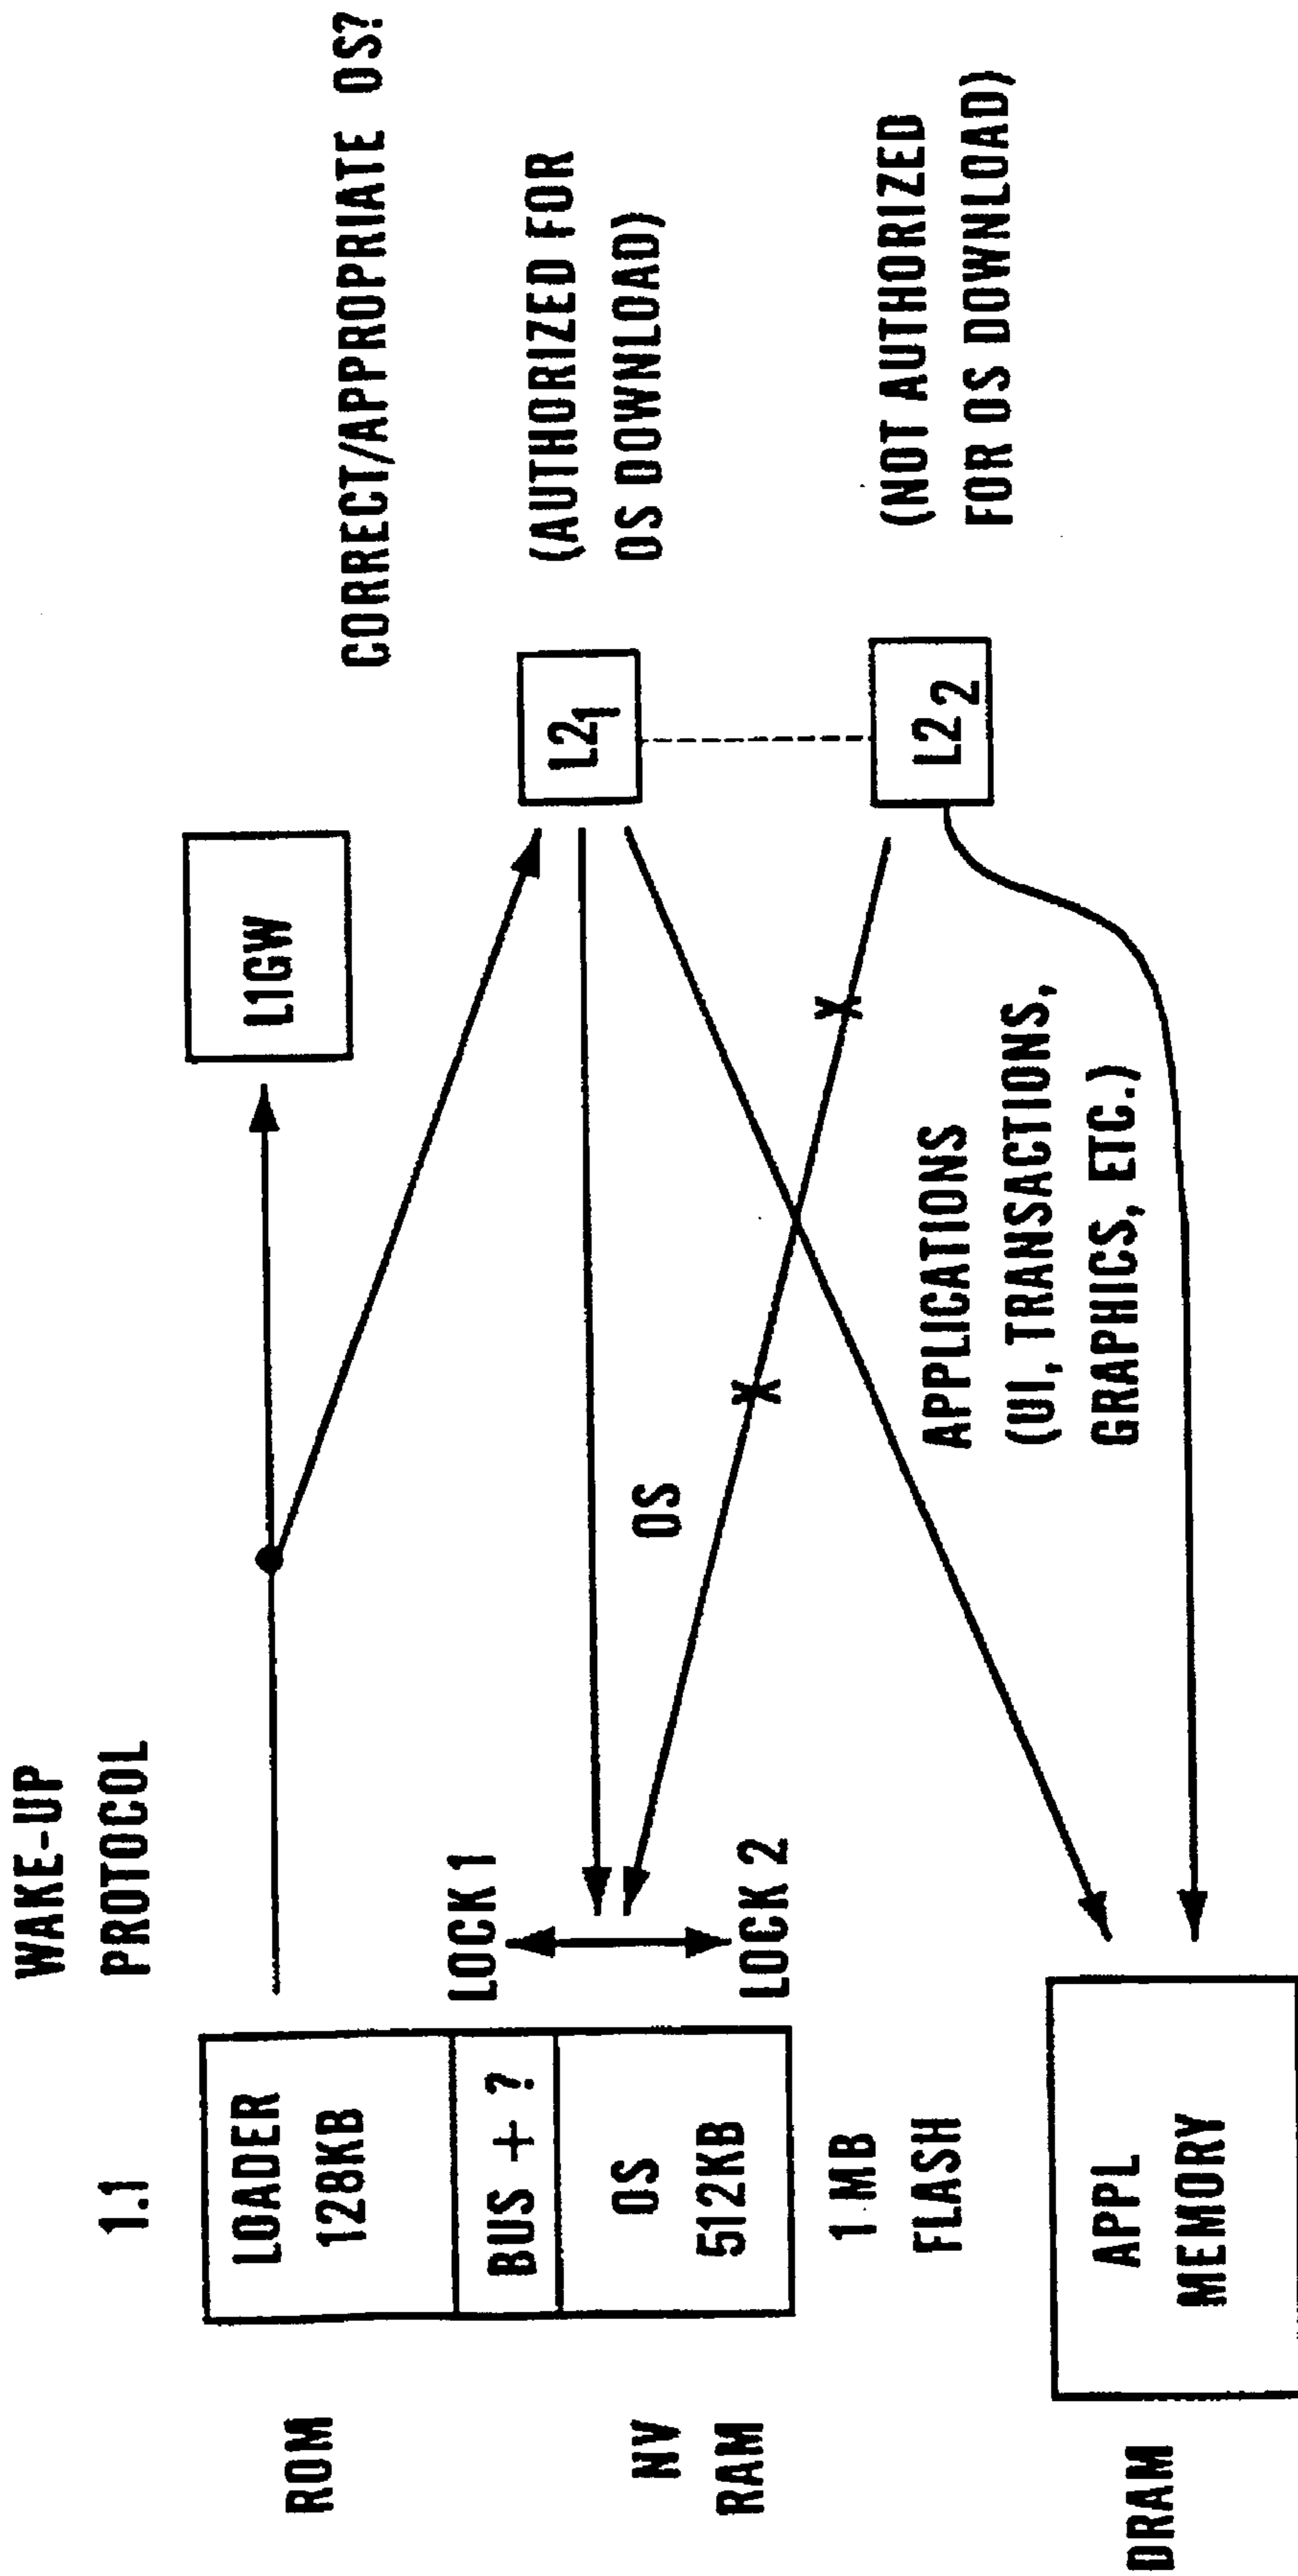 WAKE-UP
PROTOCOL
1.1
ROM
LOADER
128KB
L1GW
CORRECT/APPROPRIATE OS?
BUS + ?
LOCK 1
L2₁
(AUTHORIZED FOR
OS DOWNLOAD)
NV
RAM
OS
512KB
OS
LOCK 2
1 MB
FLASH
L2₂
(NOT AUTHORIZED
FOR OS DOWNLOAD)
APPLICATIONS
(UI, TRANSACTIONS,
GRAPHICS, ETC.)
DRAM
APPL
MEMORY